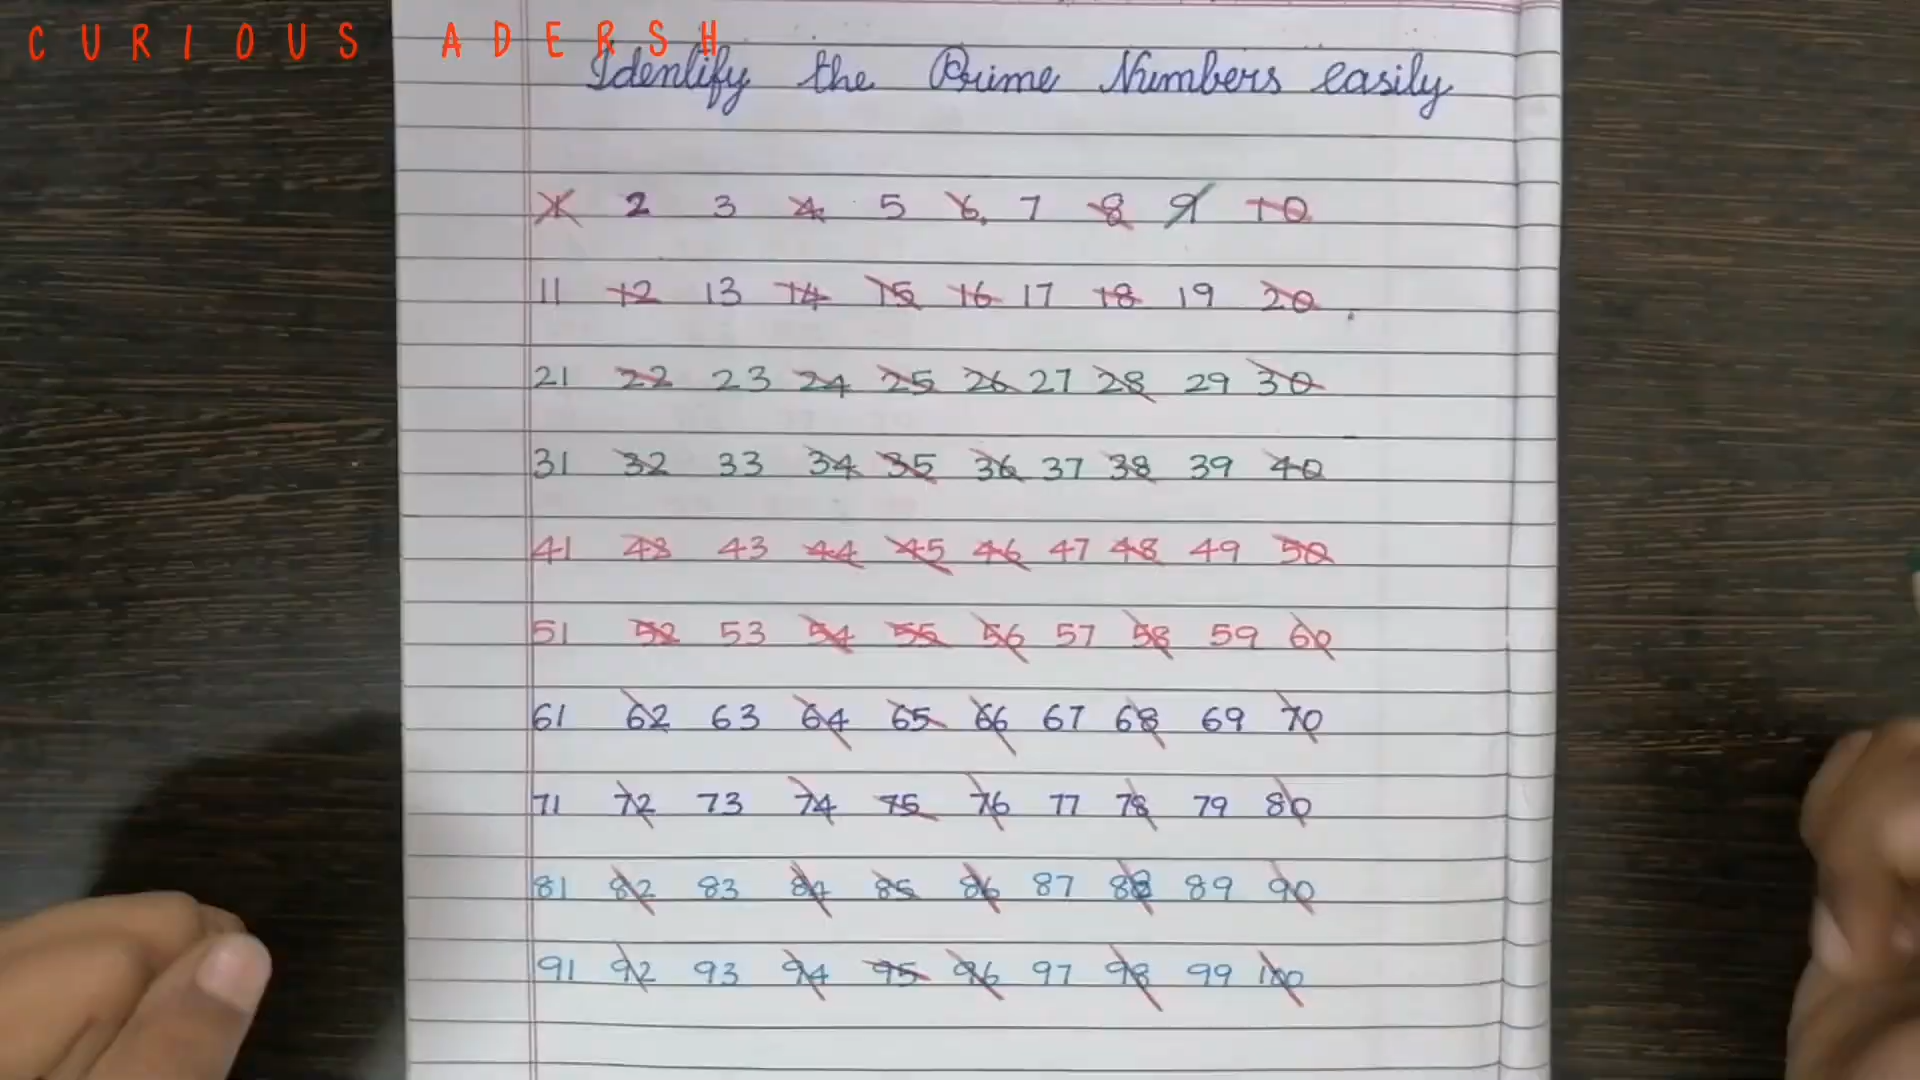 CURIOUS ADERSH
Identify the Prime Numbers easily
1 2 3 4 5 6 7 8 9 10
11 12 13 14 15 16 17 18 19 20
21 22 23 24 25 26 27 28 29 30
31 32 33 34 35 36 37 38 39 40
41 42 43 44 45 46 47 48 49 50
51 52 53 54 55 56 57 58 59 60
61 62 63 64 65 66 67 68 69 70
71 72 73 74 75 76 77 78 79 80
81 82 83 84 85 86 87 88 89 90
91 92 93 94 95 96 97 98 99 100